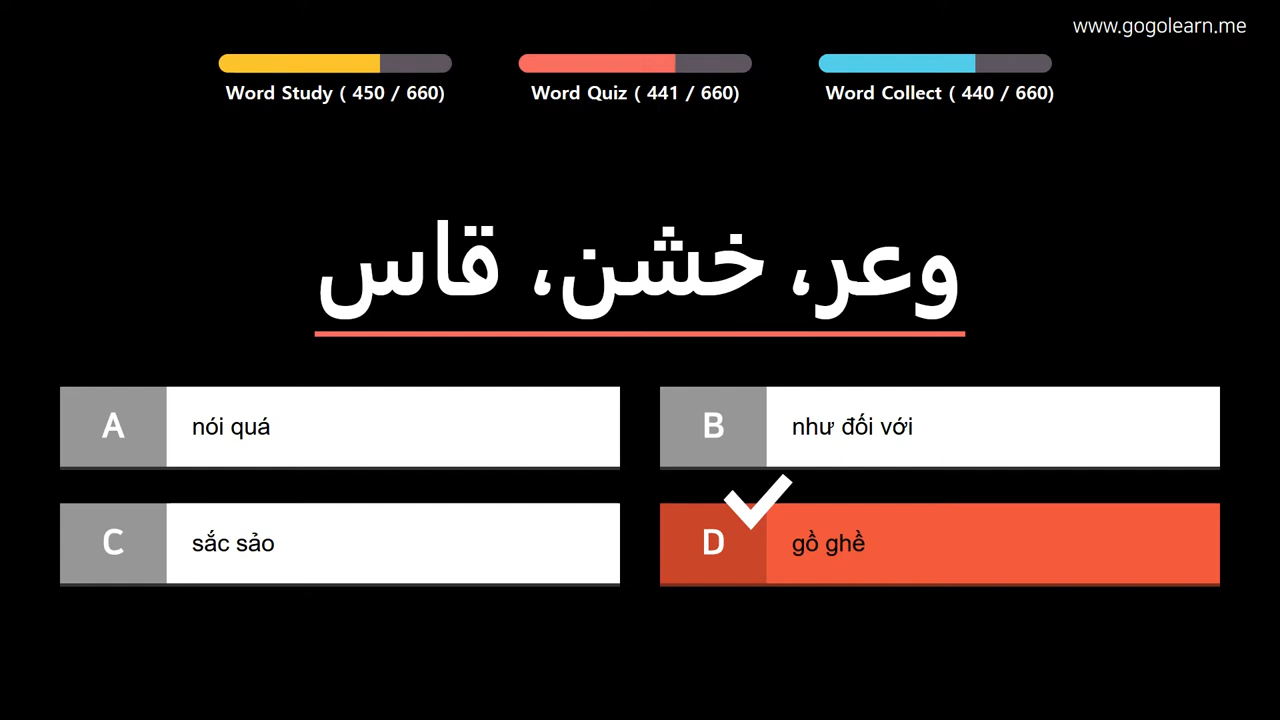 www.gogolearn.me
Word Study ( 450 / 660)
Word Quiz ( 441 / 660)
Word Collect ( 440 / 660)
وعر، خشن، قاس
A nói quá
B như đối với
C sắc sảo
D gồ ghề